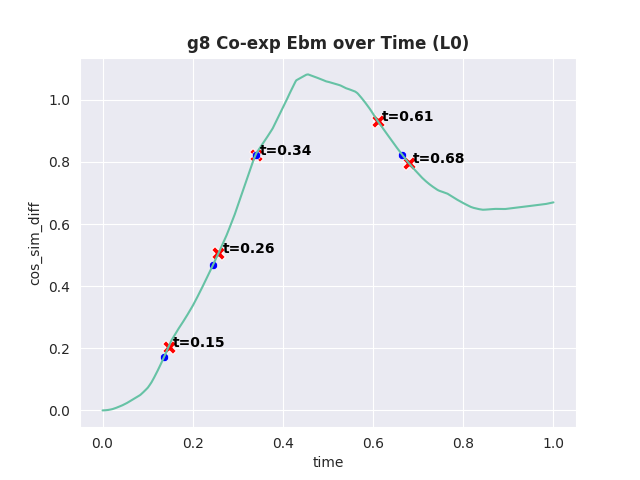 g8 Co-exp Ebm over Time (L0)
1.0
t=0.61
t=0.34
t=0.68
0.8
0.6
cos_sim_diff
t=0.26
0.4
t=0.15
0.2
0.0
0.0 0.2 0.4 0.6 0.8 1.0
time